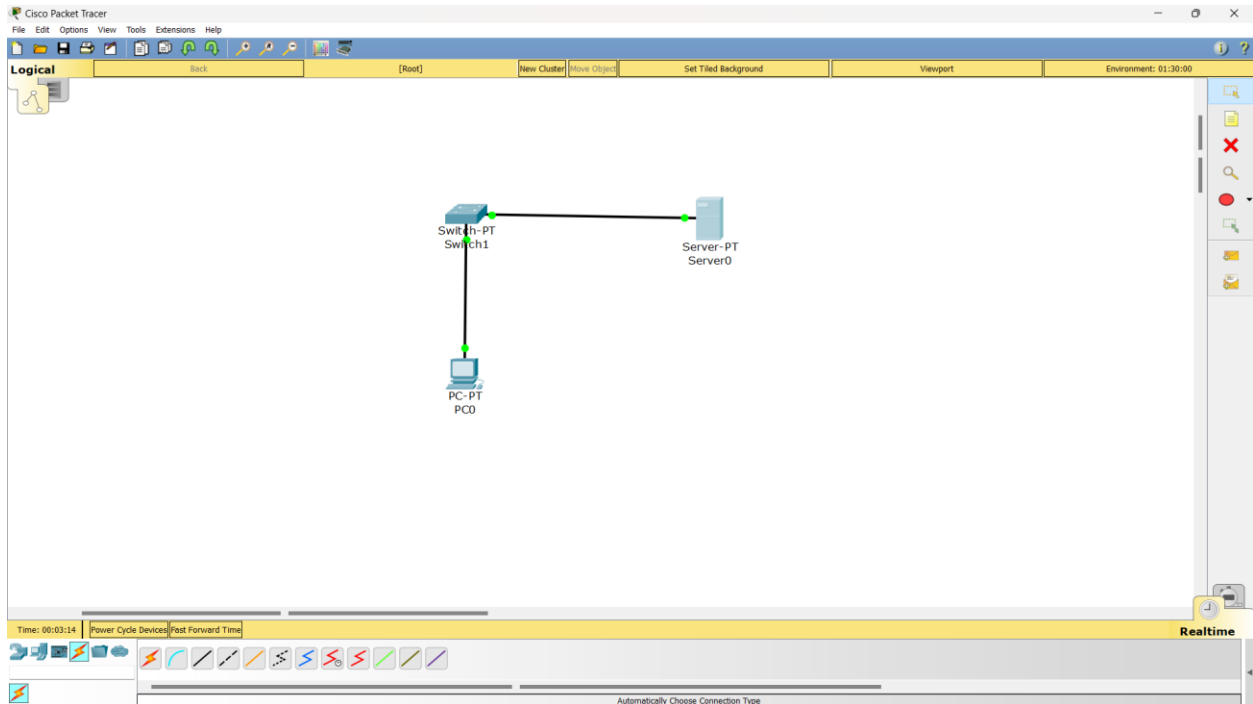 Cisco Packet Tracer
File Edit Options View Tools Extensions Help
Logical
Back
[Root]
New Cluster
Move Object
Set Tiled Background
Viewport
Environment: 01:30:00
Switch-PT
Switch1
Server-PT
Server0
PC-PT
PC0
Time: 00:03:14
Power Cycle Devices
Fast Forward Time
Realtime
Automatically Choose Connection Type